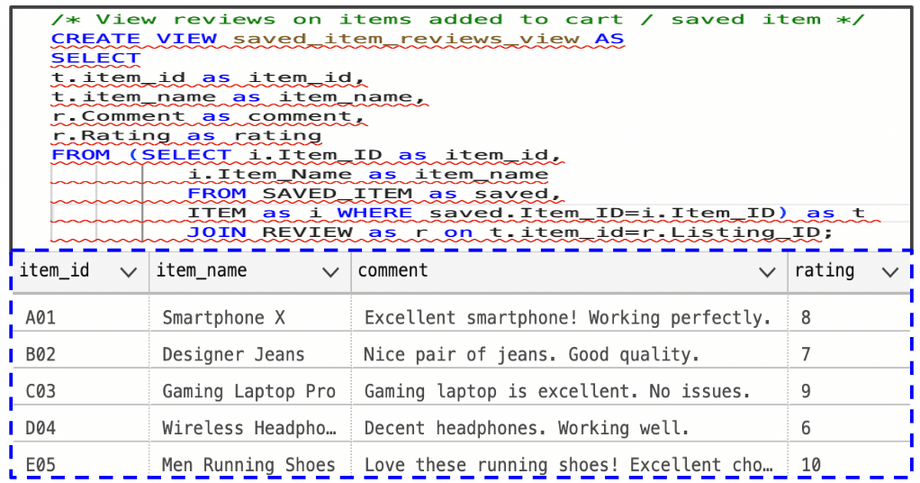 /* View reviews on items added to cart / saved item */
CREATE VIEW saved_item_reviews_view AS
SELECT
t.item_id as item_id,
t.item_name as item_name,
r.Comment as comment,
r.Rating as rating
FROM (SELECT i.Item_ID as item_id,
i.Item_Name as item_name
FROM SAVED_ITEM as saved,
ITEM as i WHERE saved.Item_ID=i.Item_ID) as t
JOIN REVIEW as r on t.item_id=r.Listing_ID;
item_id item_name comment rating
A01 Smartphone X Excellent smartphone! Working perfectly. 8
B02 Designer Jeans Nice pair of jeans. Good quality. 7
C03 Gaming Laptop Pro Gaming laptop is excellent. No issues. 9
D04 Wireless Headpho… Decent headphones. Working well. 6
E05 Men Running Shoes Love these running shoes! Excellent cho… 10